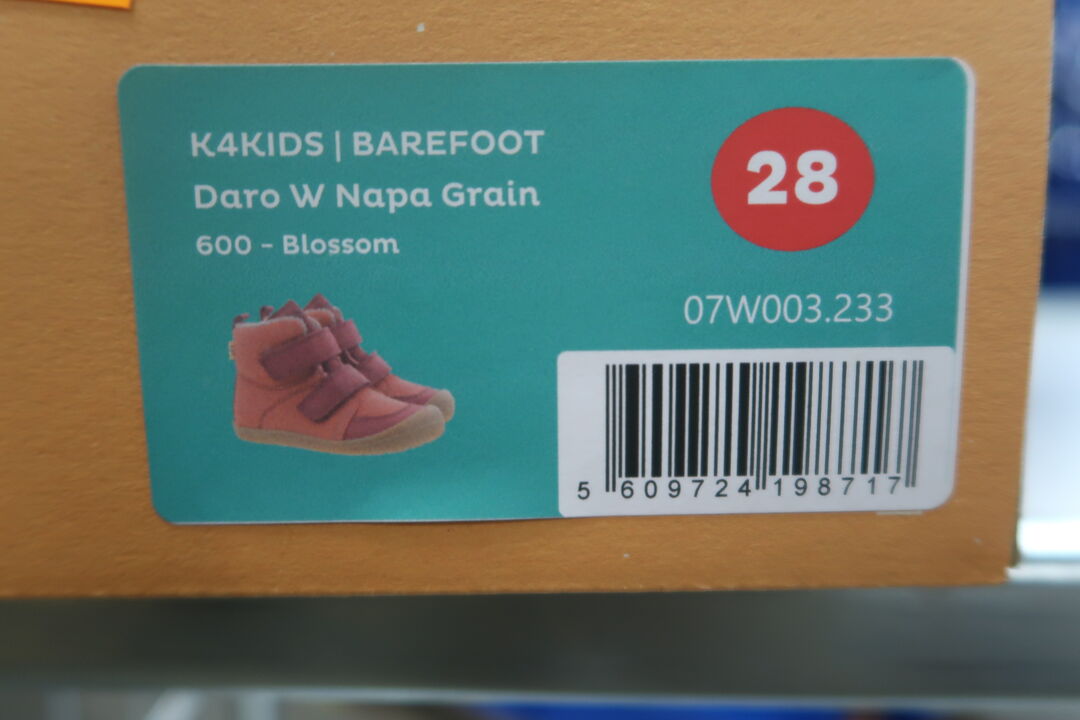 K4KIDS | BAREFOOT
Daro W Napa Grain
600 - Blossom
28
07W003.233
5 609724 198717